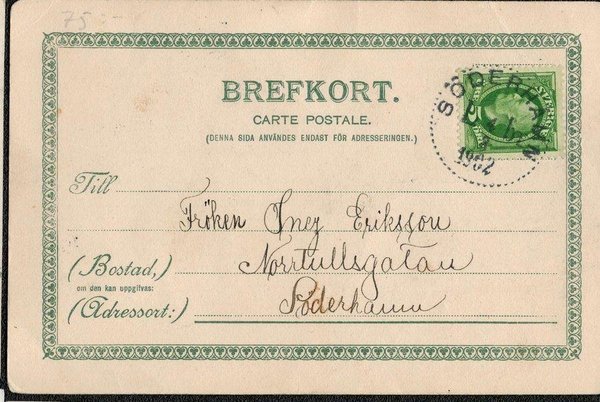 75:-
BREFKORT.
CARTE POSTALE.
(DENNA SIDA ANVÄNDES ENDAST FÖR ADRESSERINGEN.)
SÖDERHAMN
1902
Till
Fröken Iney Eriksson
(Bostad,)
Norrtullsgatan
om den kan uppgifvas:
Söderhamn
(Adressort:)